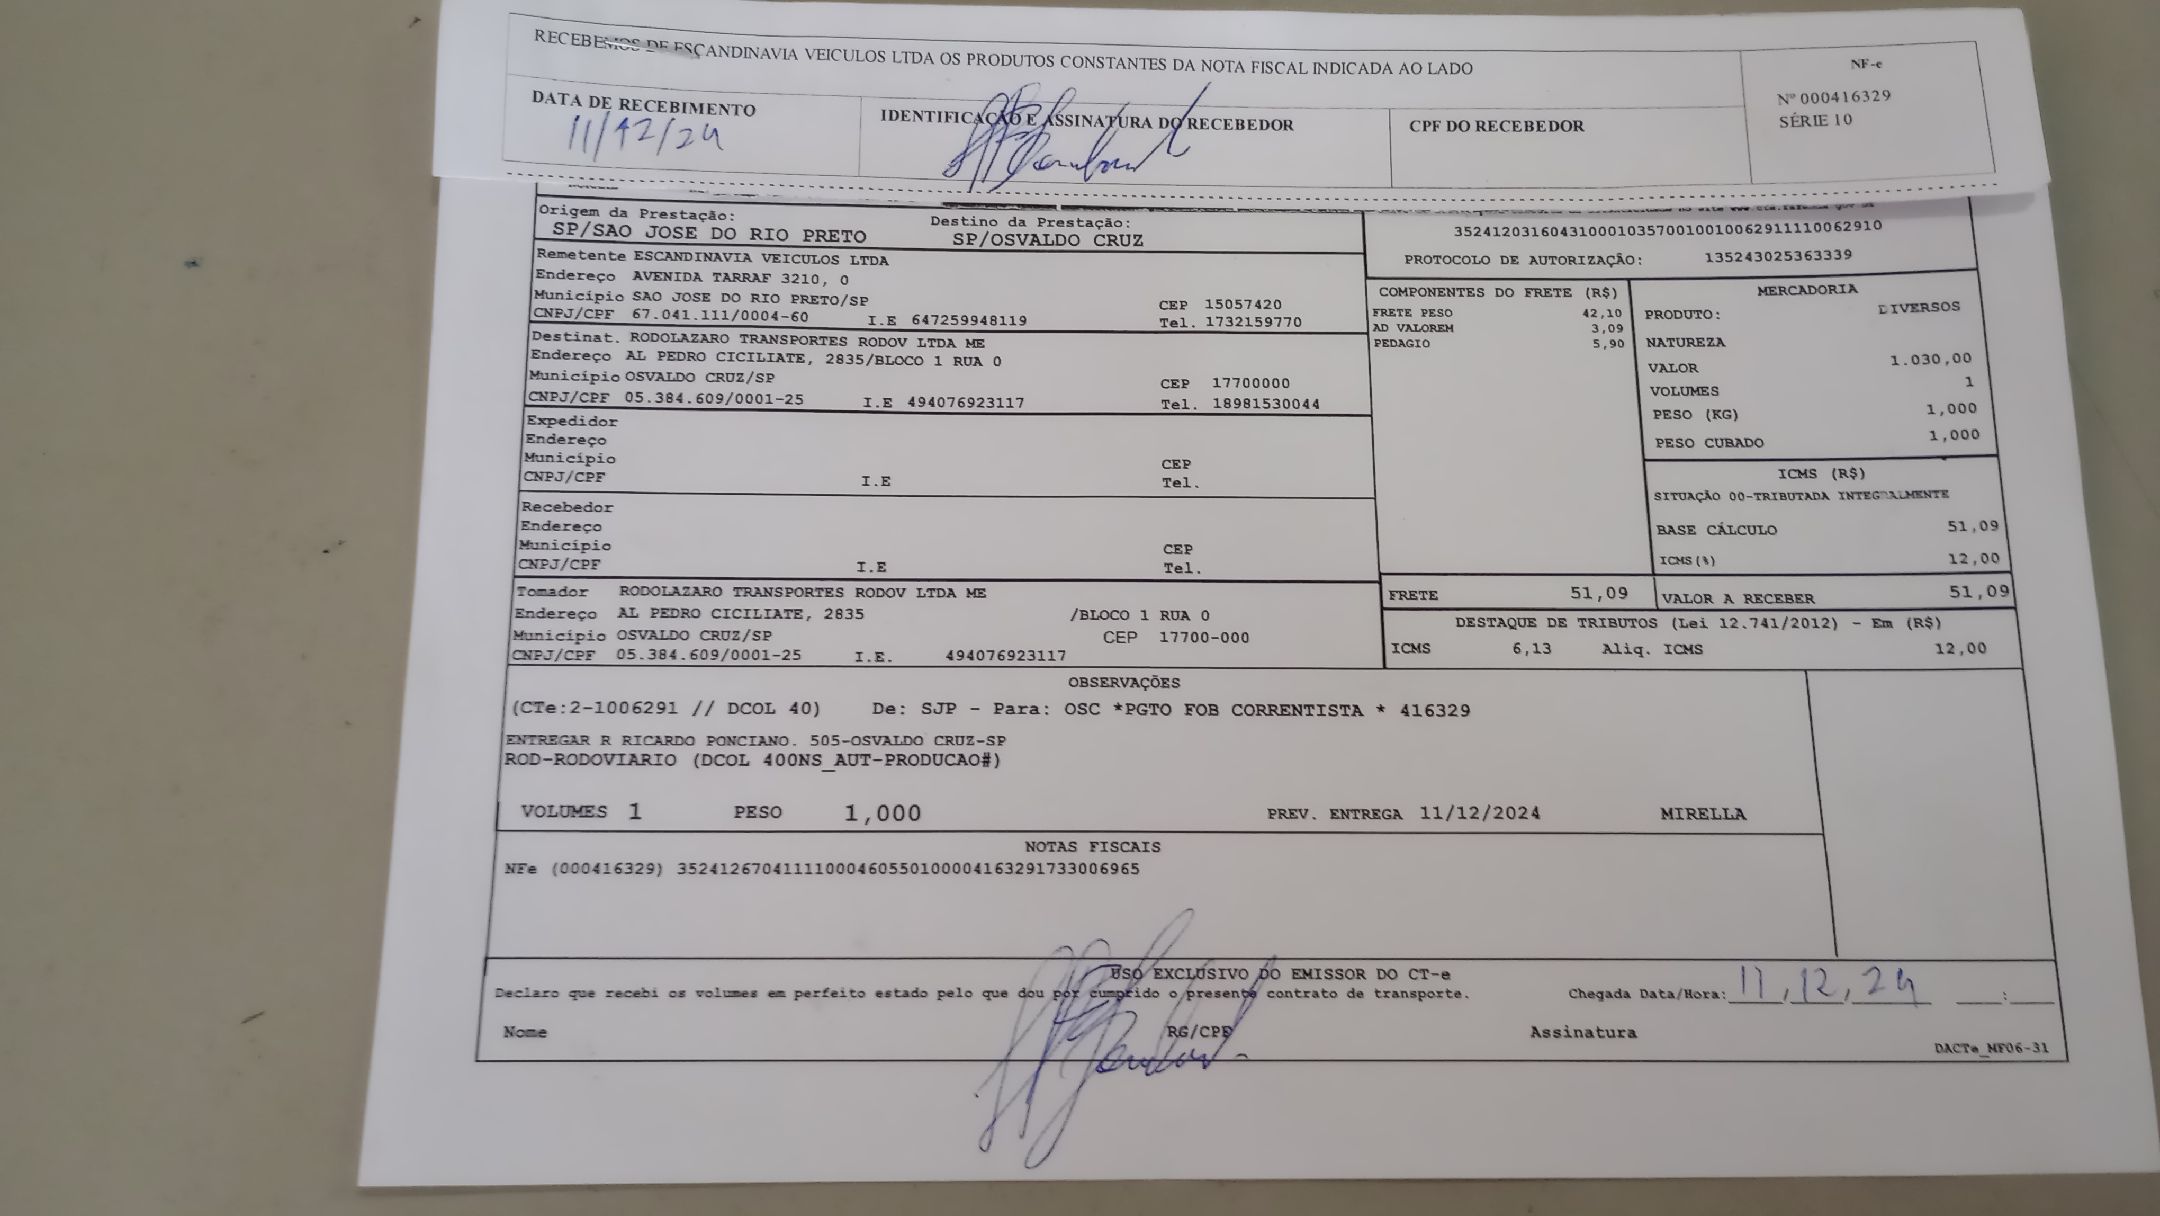 RECEBEMOS DE ESCANDINAVIA VEICULOS LTDA OS PRODUTOS CONSTANTES DA NOTA FISCAL INDICADA AO LADO
NF-e
Nº 000416329
SÉRIE 10
DATA DE RECEBIMENTO
11/12/24
IDENTIFICAÇÃO E ASSINATURA DO RECEBEDOR
CPF DO RECEBEDOR
Origem da Prestação:
SP/SAO JOSE DO RIO PRETO
Destino da Prestação:
SP/OSVALDO CRUZ
35241203160431000103570010010062911110062910
PROTOCOLO DE AUTORIZAÇÃO: 135243025363339
Remetente ESCANDINAVIA VEICULOS LTDA
Endereço AVENIDA TARRAF 3210, 0
Município SAO JOSE DO RIO PRETO/SP CEP 15057420
CNPJ/CPF 67.041.111/0004-60 I.E 647259948119 Tel. 1732159770
Destinat. RODOLAZARO TRANSPORTES RODOV LTDA ME
Endereço AL PEDRO CICILIATE, 2835/BLOCO 1 RUA 0
Município OSVALDO CRUZ/SP CEP 17700000
CNPJ/CPF 05.384.609/0001-25 I.E 494076923117 Tel. 18981530044
Expedidor
Endereço
Município CEP
CNPJ/CPF I.E Tel.
Recebedor
Endereço
Município CEP
CNPJ/CPF I.E Tel.
Tomador RODOLAZARO TRANSPORTES RODOV LTDA ME
Endereço AL PEDRO CICILIATE, 2835 /BLOCO 1 RUA 0
Município OSVALDO CRUZ/SP CEP 17700-000
CNPJ/CPF 05.384.609/0001-25 I.E. 494076923117
COMPONENTES DO FRETE (R$)
FRETE PESO 42,10
AD VALOREM 3,09
PEDAGIO 5,90
MERCADORIA
PRODUTO: DIVERSOS
NATUREZA
VALOR 1.030,00
VOLUMES 1
PESO (KG) 1,000
PESO CUBADO 1,000
ICMS (R$)
SITUAÇÃO 00-TRIBUTADA INTEGRALMENTE
BASE CÁLCULO 51,09
ICMS(%) 12,00
FRETE 51,09
VALOR A RECEBER 51,09
DESTAQUE DE TRIBUTOS (Lei 12.741/2012) - Em (R$)
ICMS 6,13 Aliq. ICMS 12,00
OBSERVAÇÕES
(CTe:2-1006291 // DCOL 40) De: SJP - Para: OSC *PGTO FOB CORRENTISTA * 416329
ENTREGAR R RICARDO PONCIANO. 505-OSVALDO CRUZ-SP
ROD-RODOVIARIO (DCOL 400NS_AUT-PRODUCAO#)
VOLUMES 1 PESO 1,000 PREV. ENTREGA 11/12/2024 MIRELLA
NOTAS FISCAIS
NFe (000416329) 35241267041111000460550100004163291733006965
USO EXCLUSIVO DO EMISSOR DO CT-e
Declaro que recebi os volumes em perfeito estado pelo que dou por cumprido o presente contrato de transporte. Chegada Data/Hora: 11,12,24 :
Nome RG/CPF Assinatura
DACTe_MF06-31